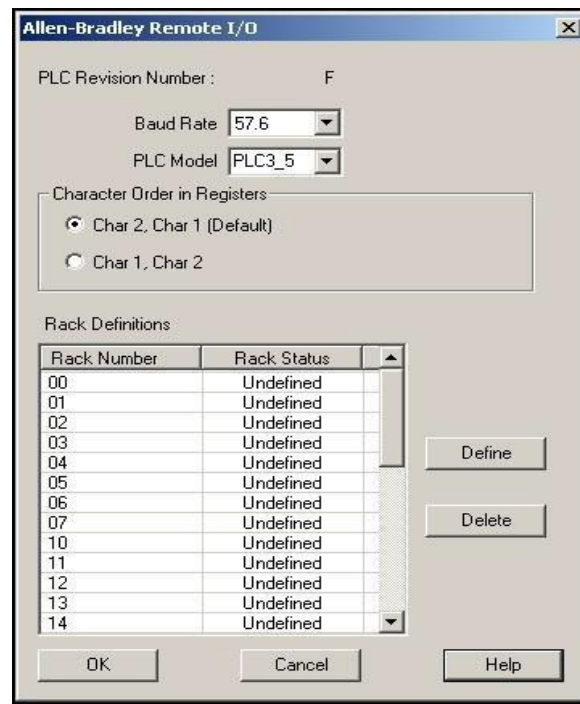 Allen-Bradley Remote I/O
PLC Revision Number : F
Baud Rate 57.6
PLC Model PLC3_5
Character Order in Registers
Char 2, Char 1 (Default)
Char 1, Char 2
Rack Definitions
Rack Number Rack Status
00 Undefined
01 Undefined
02 Undefined
03 Undefined
04 Undefined
05 Undefined
06 Undefined
07 Undefined
10 Undefined
11 Undefined
12 Undefined
13 Undefined
14 Undefined
Define
Delete
OK Cancel Help